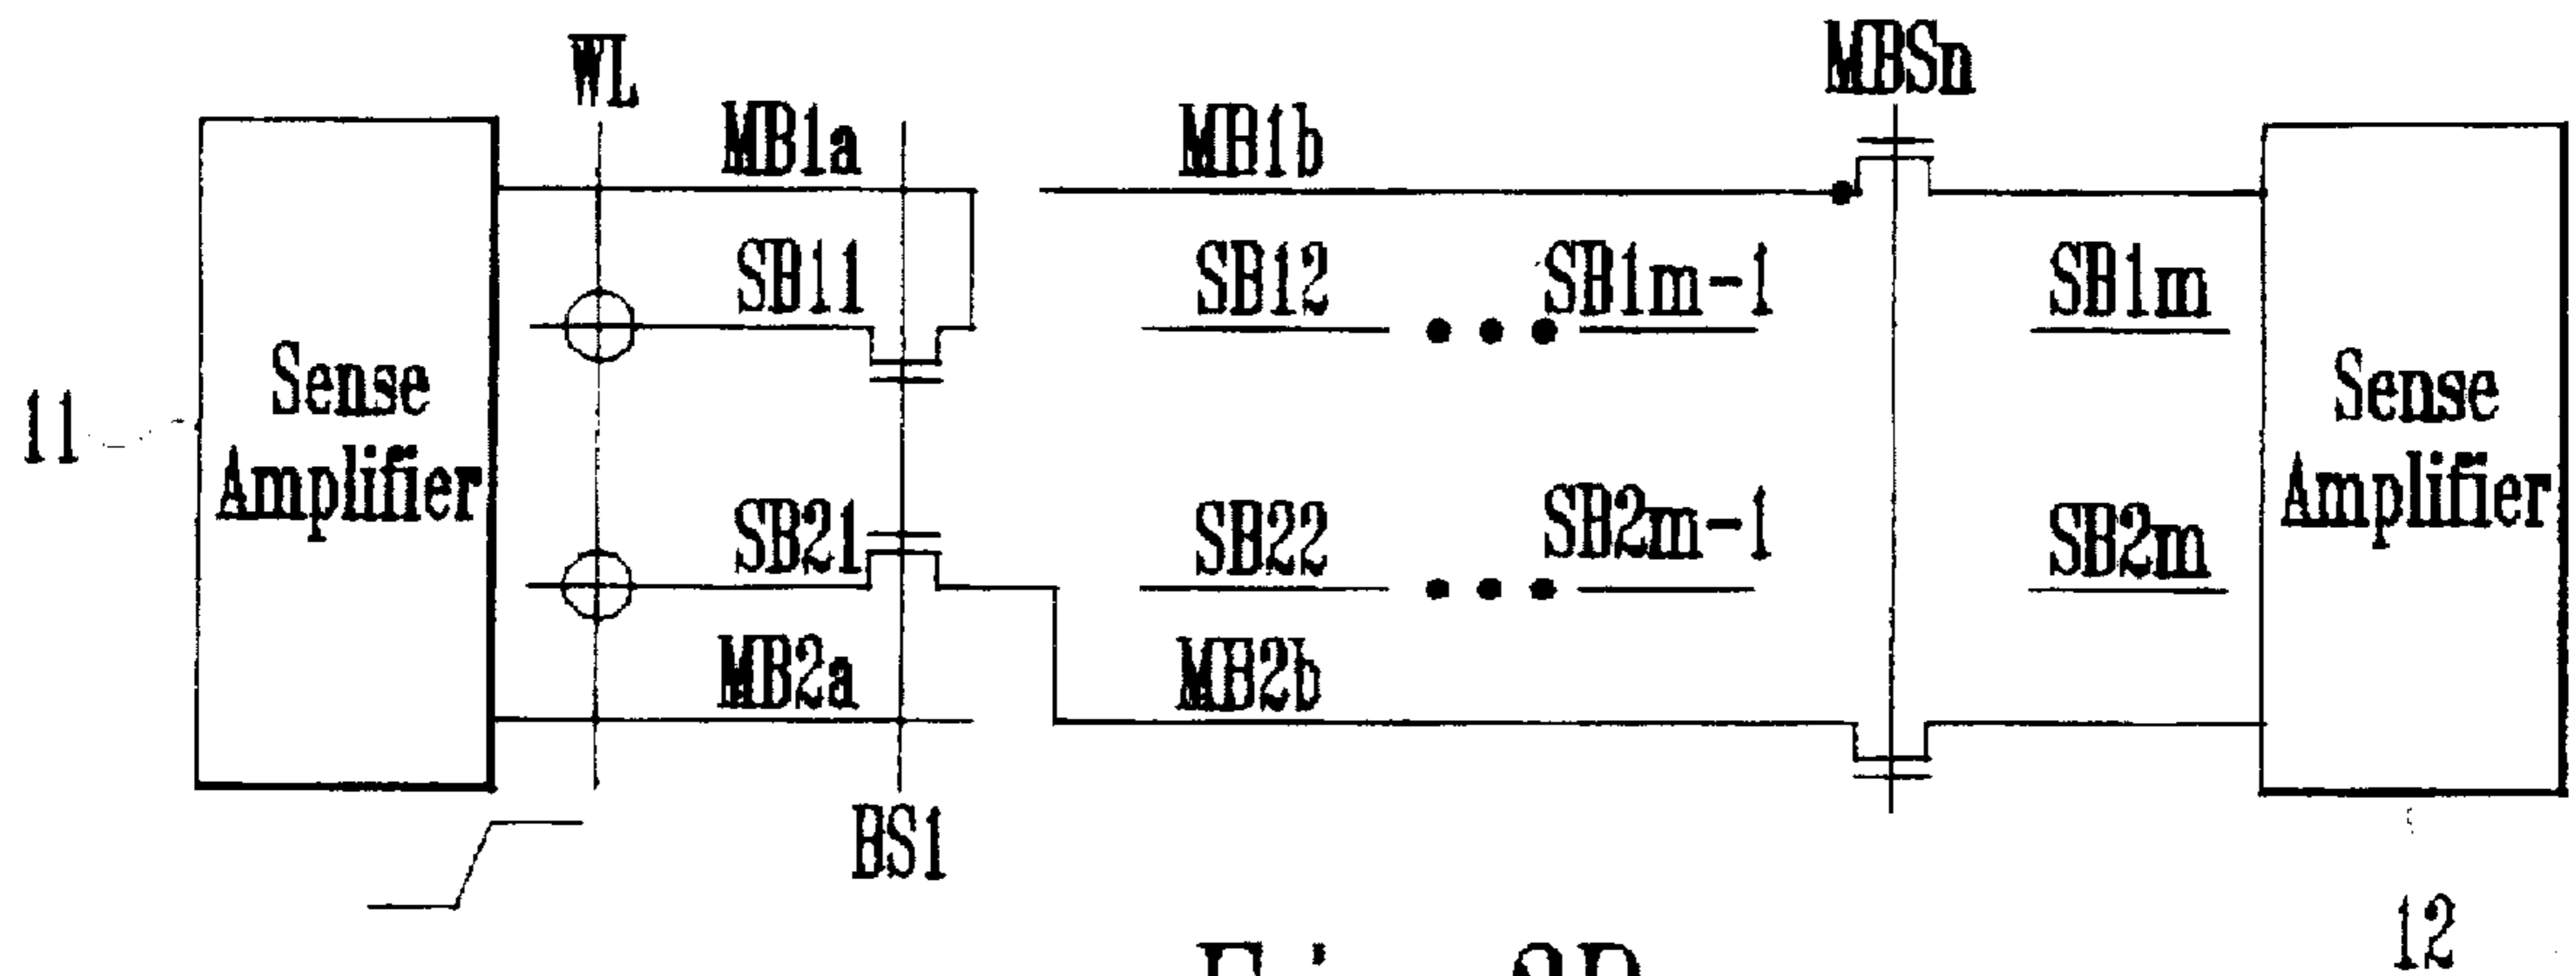 WL
MBSn
MB1a
MB1b
SB11
SB12
SB1m-1
SB1m
Sense
Amplifier
11
Sense
Amplifier
SB21
SB22
SB2m-1
SB2m
MB2a
MB2b
BS1
12